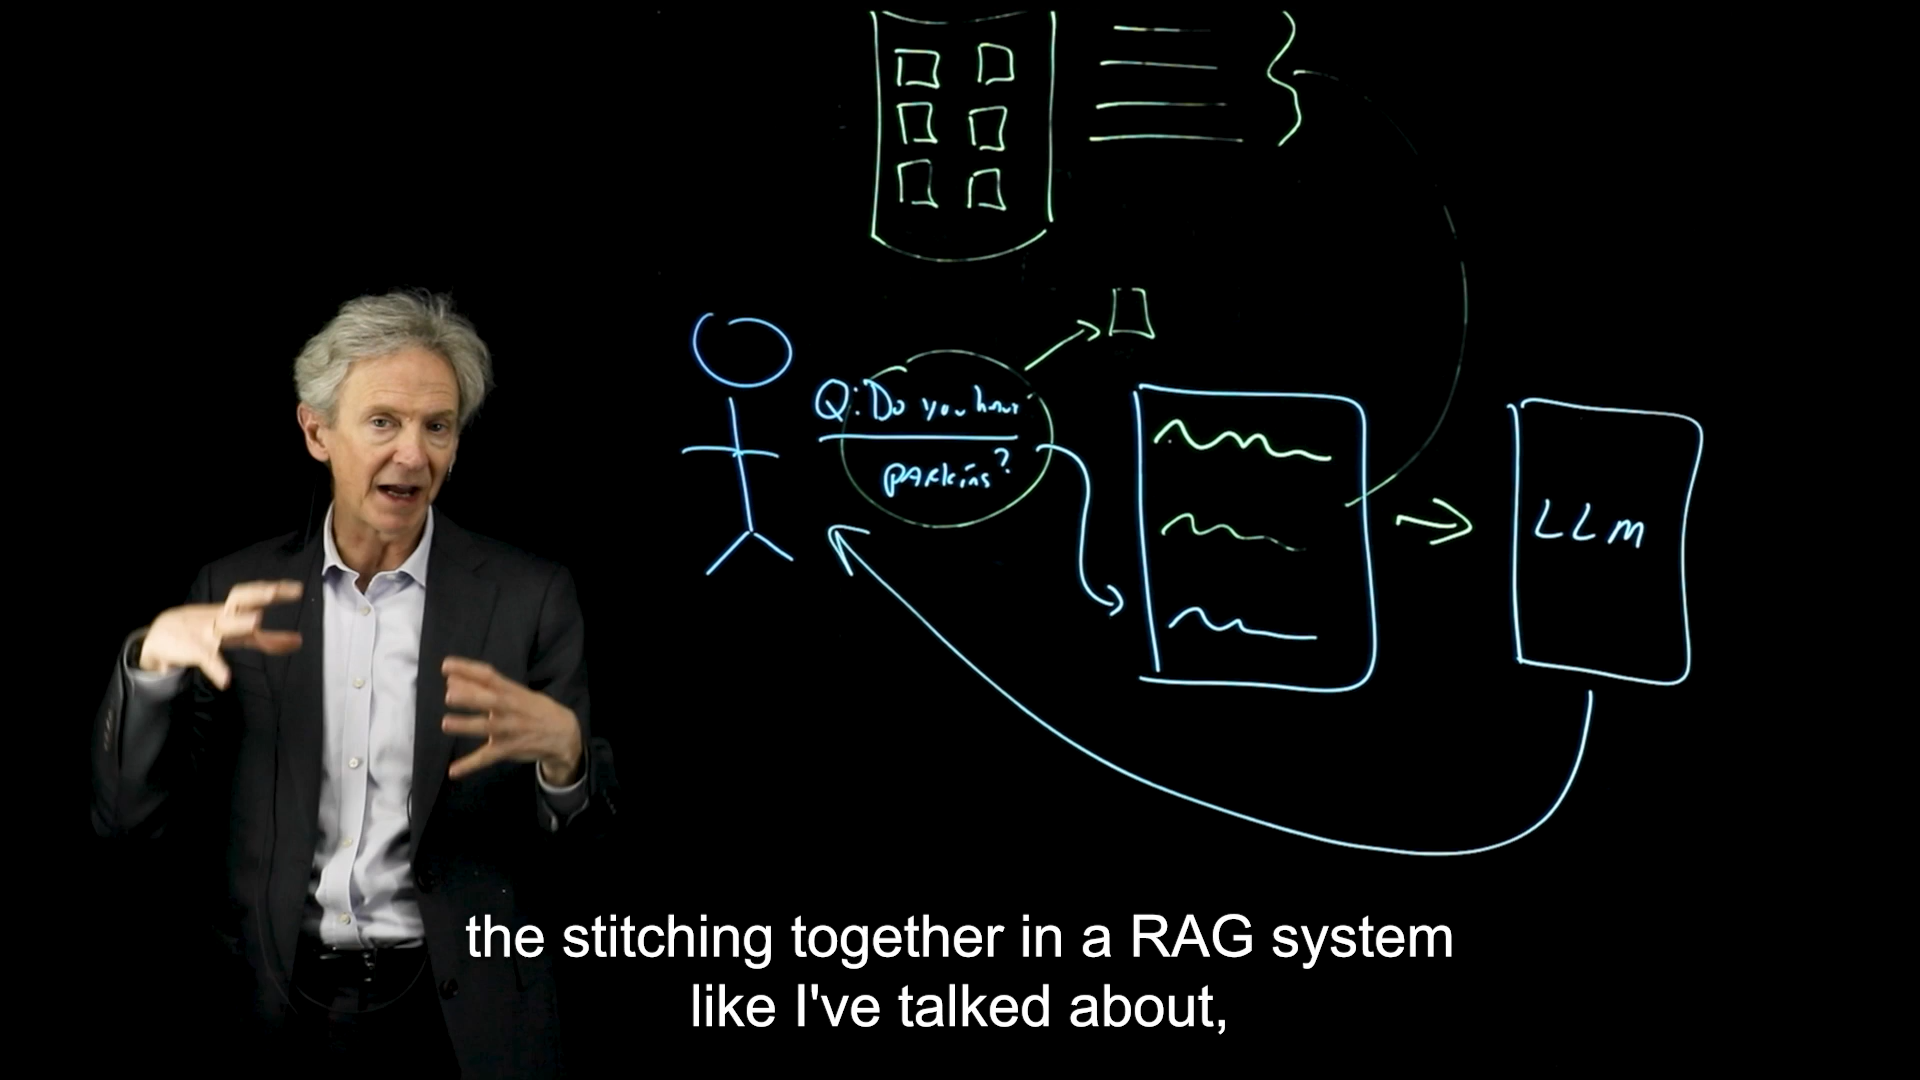 Q: Do you have
parking?
LLM
the stitching together in a RAG system
like I've talked about,